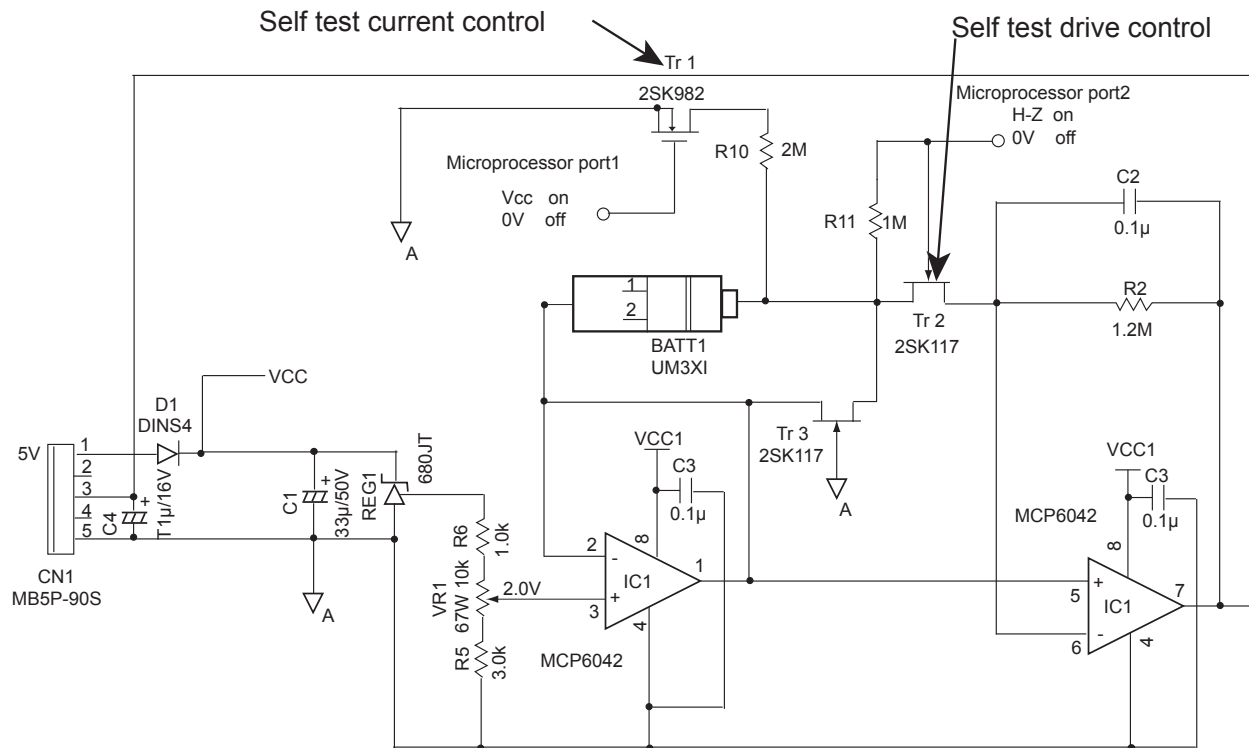 Self test current control
Self test drive control
Tr 1
2SK982
Microprocessor port2
H-Z on
0V off
R10
2M
Microprocessor port1
Vcc on
0V off
C2
0.1µ
R11
1M
A
1
2
R2
1.2M
Tr 2
2SK117
BATT1
UM3XI
VCC
D1
DINS4
5V
1
2
3
4
5
+
C4
T1µ/16V
CN1
MB5P-90S
C1
+
33µ/50V
REG1
680JT
A
Tr 3
2SK117
A
VCC1
C3
0.1µ
R6
1.0k
VR1
67W 10k
2.0V
R5
3.0k
2
-
3
+
8
IC1
1
4
MCP6042
VCC1
C3
0.1µ
MCP6042
8
+
5
IC1
7
-
6
4